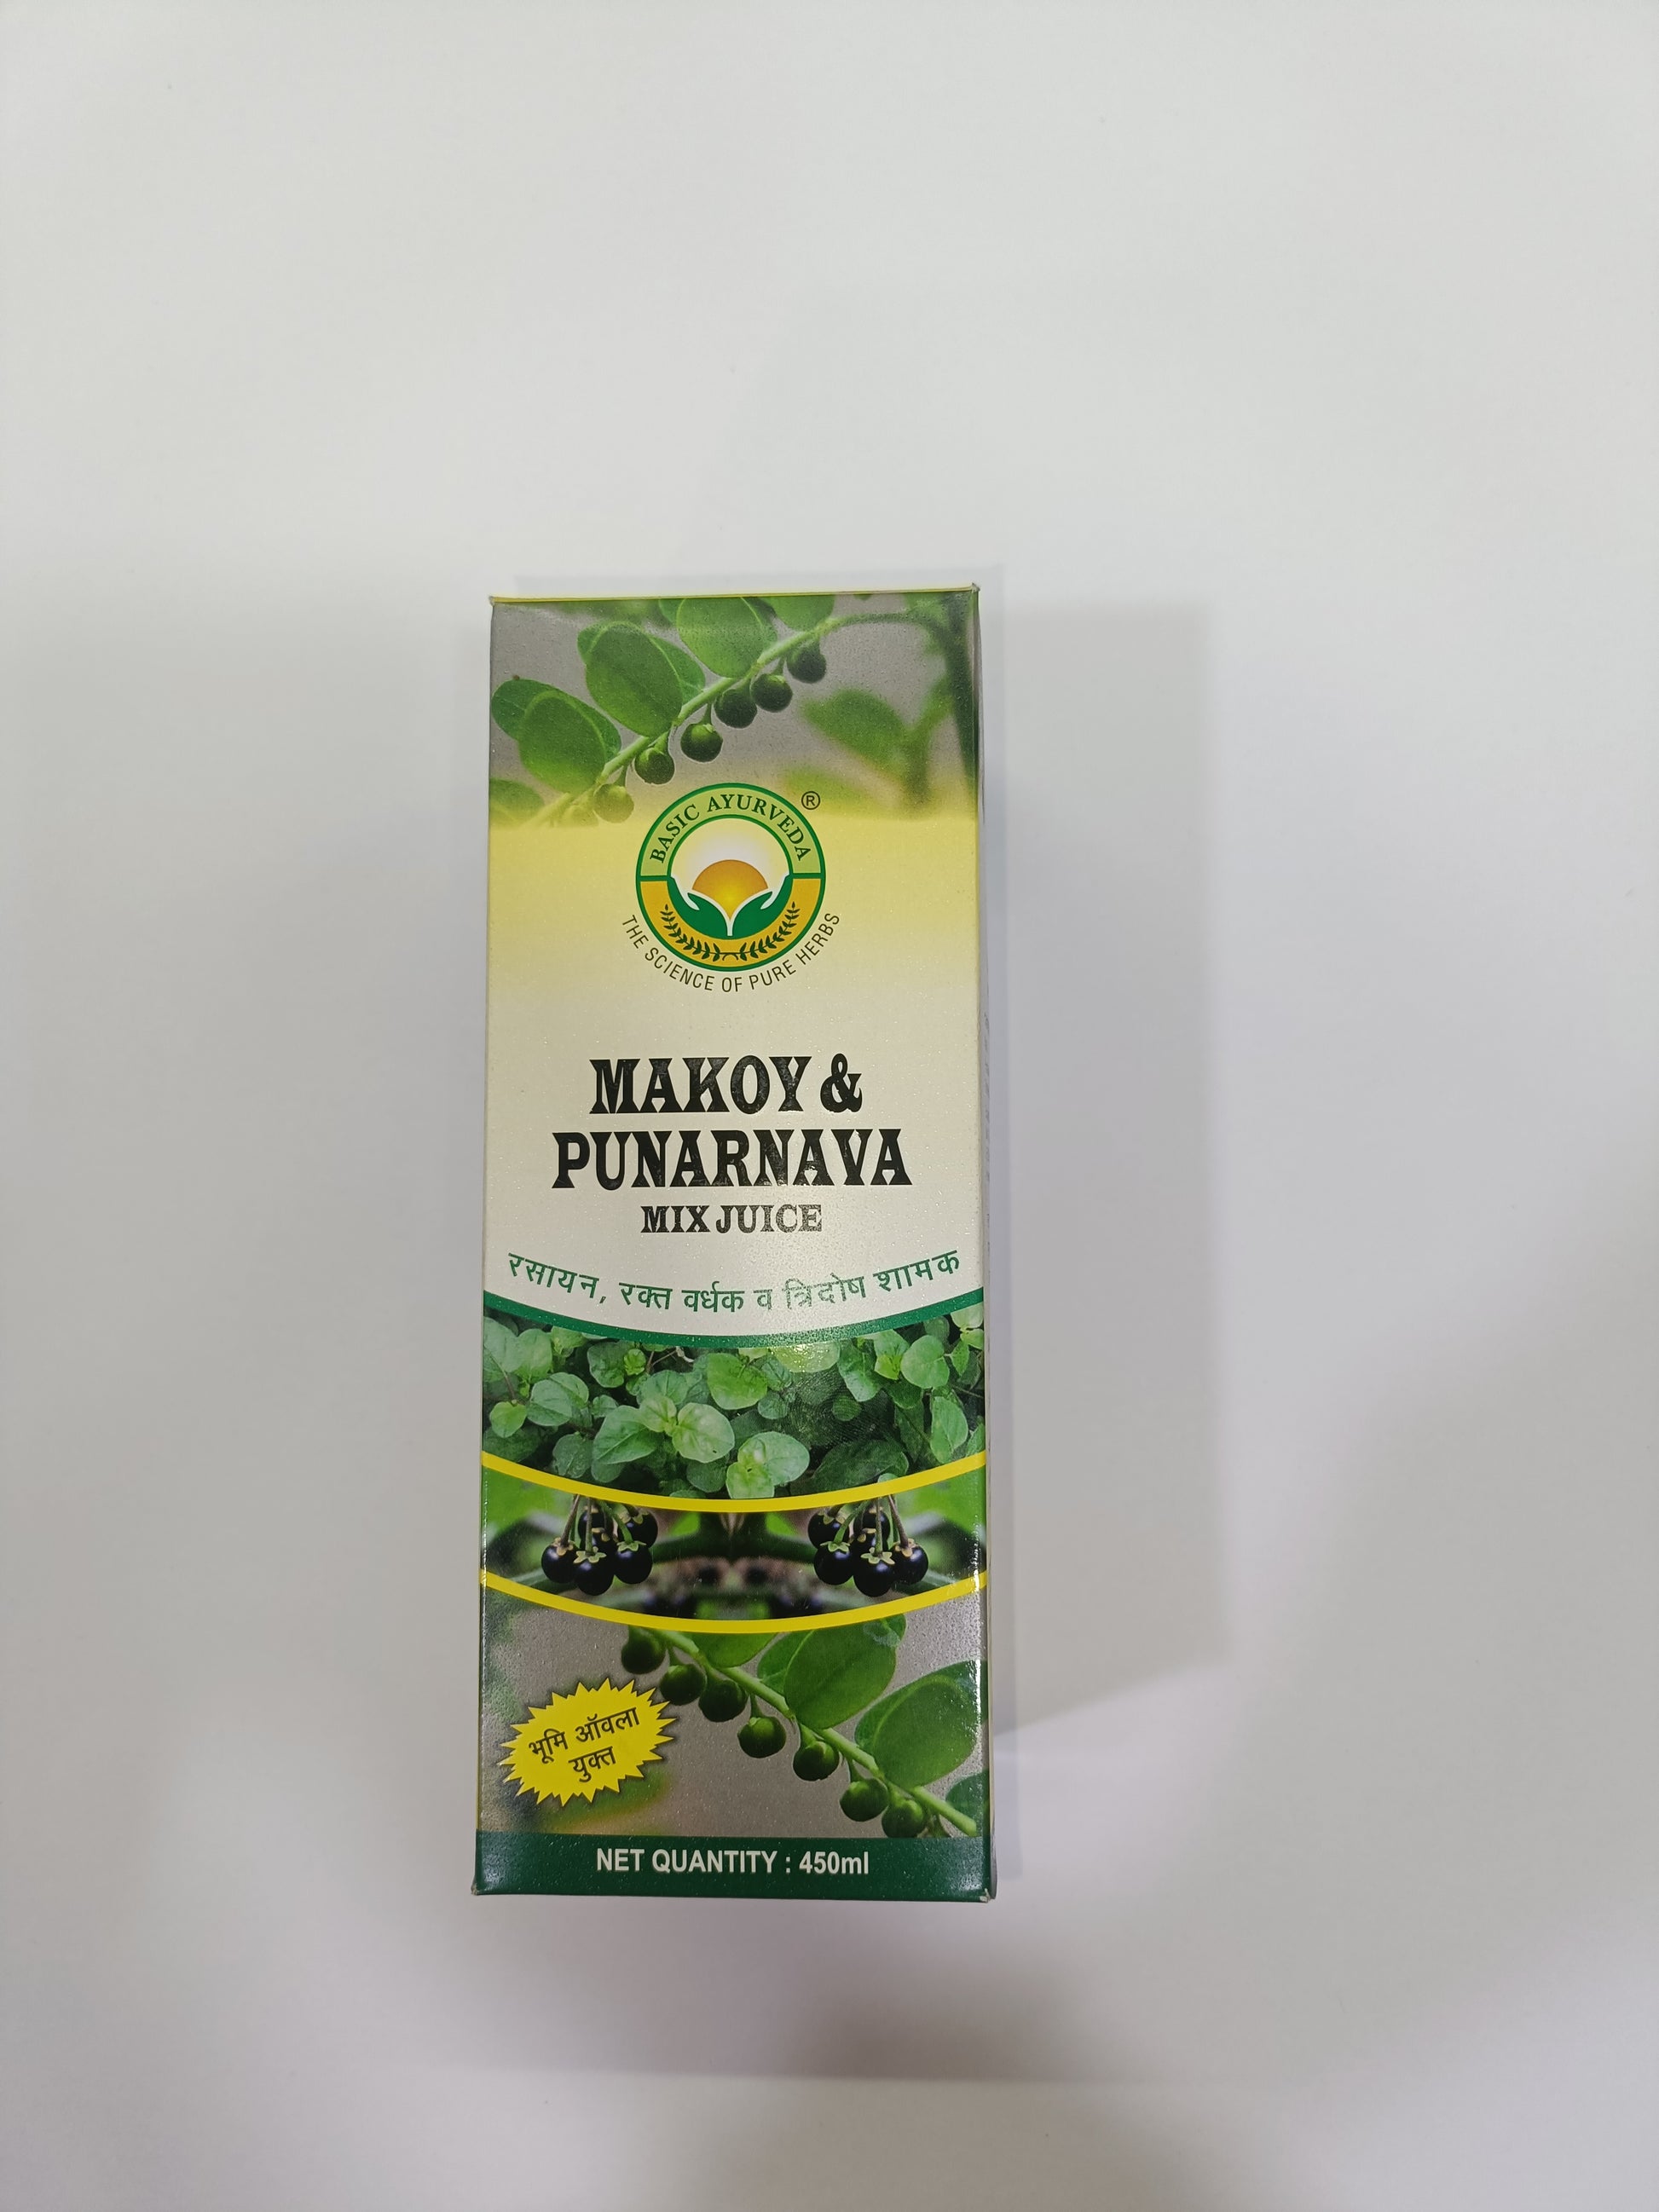 BASIC AYURVEDA ®
THE SCIENCE OF PURE HERBS
MAKOY &
PUNARNAVA
MIX JUICE
रसायन, रक्त वर्धक व त्रिदोष शामक
भूमि ऑवला
युक्त
NET QUANTITY : 450ml